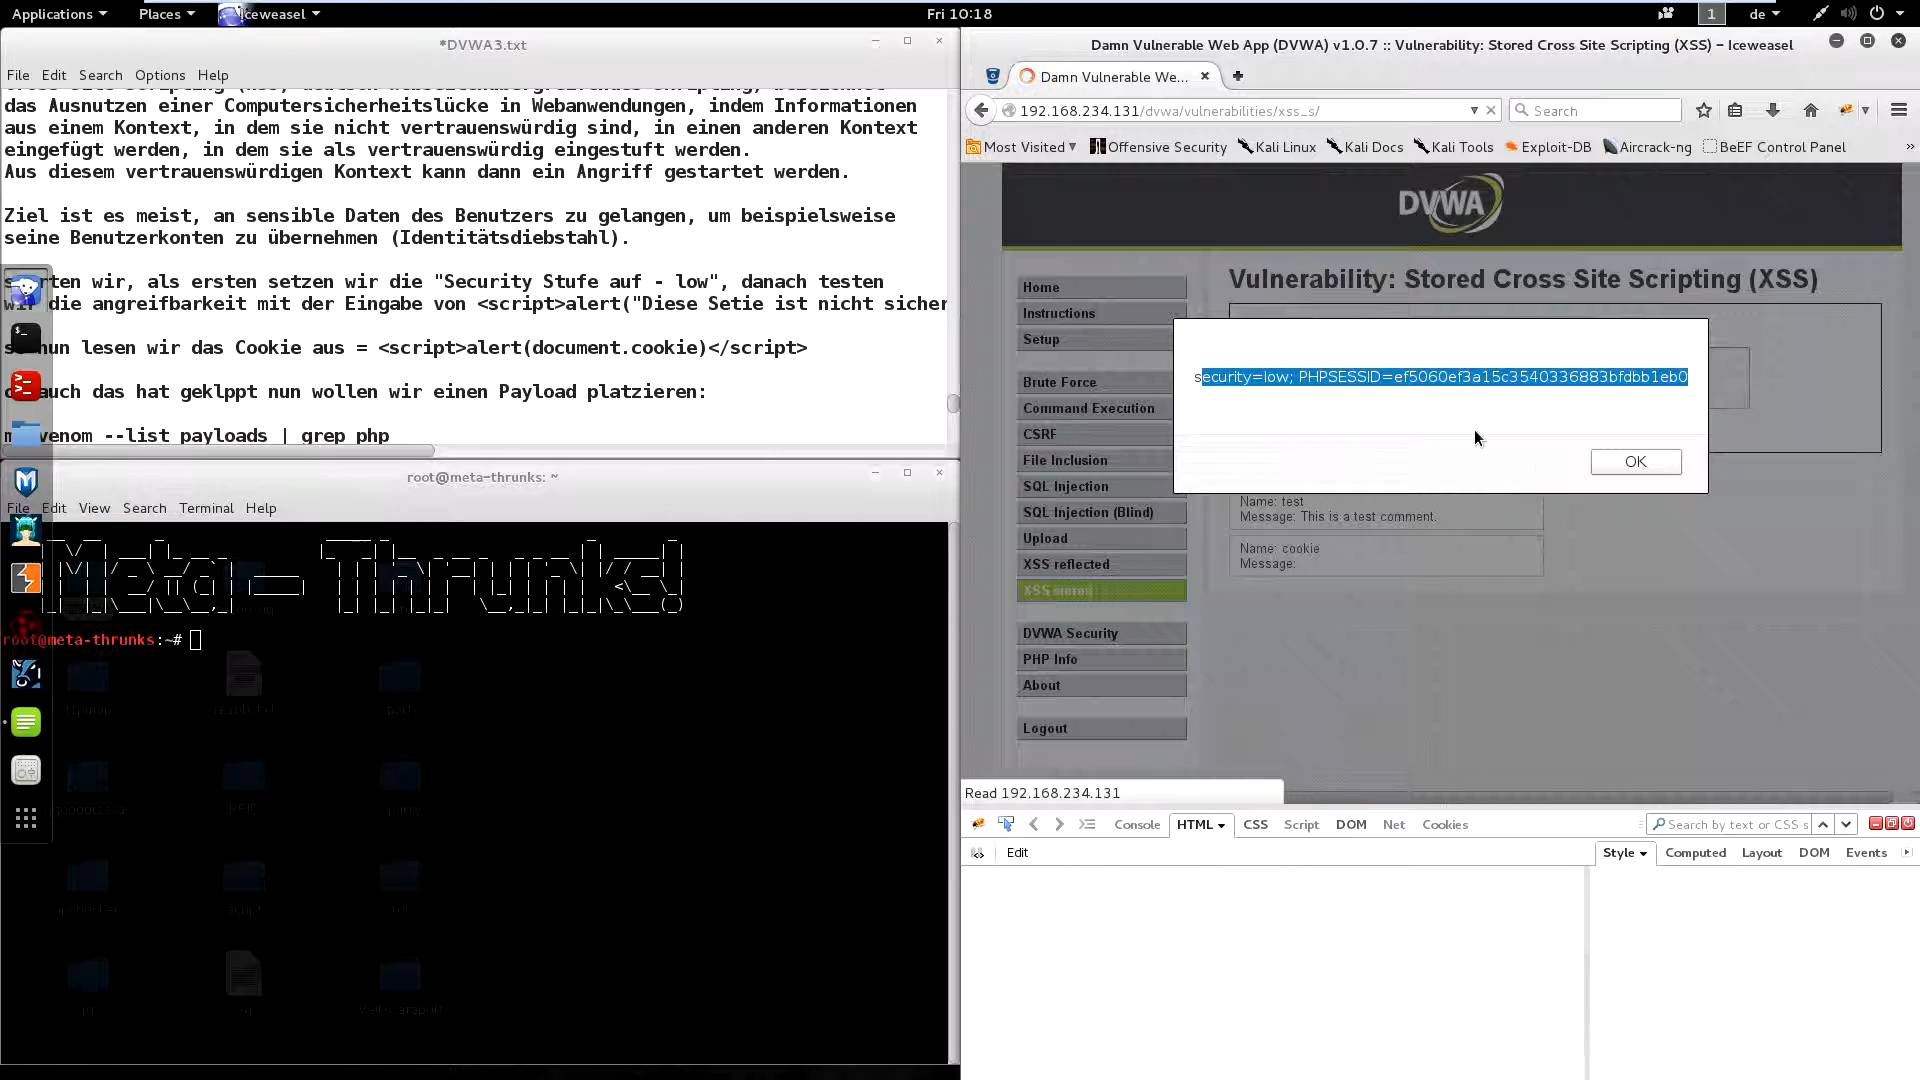 Applications
Places
Iceweasel
Fri 10:18
1
de
*DVWA3.txt
File Edit Search Options Help
das Ausnutzen einer Computersicherheitslücke in Webanwendungen, indem Informationen
aus einem Kontext, in dem sie nicht vertrauenswürdig sind, in einen anderen Kontext
eingefügt werden, in dem sie als vertrauenswürdig eingestuft werden.
Aus diesem vertrauenswürdigen Kontext kann dann ein Angriff gestartet werden.
Ziel ist es meist, an sensible Daten des Benutzers zu gelangen, um beispielsweise
seine Benutzerkonten zu übernehmen (Identitätsdiebstahl).
wir, als ersten setzen wir die "Security Stufe auf - low", danach testen
die angreifbarkeit mit der Eingabe von <script>alert("Diese Setie ist nicht sicher
nun lesen wir das Cookie aus = <script>alert(document.cookie)</script>
auch das hat geklppt nun wollen wir einen Payload platzieren:
--list payloads | grep php
root@meta-thrunks: ~
File Edit View Search Terminal Help
Meta - Thrunks!
root@meta-thrunks:~#
Damn Vulnerable Web App (DVWA) v1.0.7 :: Vulnerability: Stored Cross Site Scripting (XSS) - Iceweasel
Damn Vulnerable We...
192.168.234.131/dvwa/vulnerabilities/xss_s/
Search
Most Visited
Offensive Security
Kali Linux
Kali Docs
Kali Tools
Exploit-DB
Aircrack-ng
BeEF Control Panel
»
DVWA
Vulnerability: Stored Cross Site Scripting (XSS)
Home
Instructions
Setup
Brute Force
Command Execution
CSRF
File Inclusion
SQL Injection
SQL Injection (Blind)
Upload
XSS reflected
XSS stored
DVWA Security
PHP Info
About
Logout
security=low; PHPSESSID=ef5060ef3a15c3540336883bfdbb1eb0
OK
Name: test
Message: This is a test comment.
Name: cookie
Message:
Read 192.168.234.131
Console HTML CSS Script DOM Net Cookies
Search by text or CSS s
Edit
Style Computed Layout DOM Events